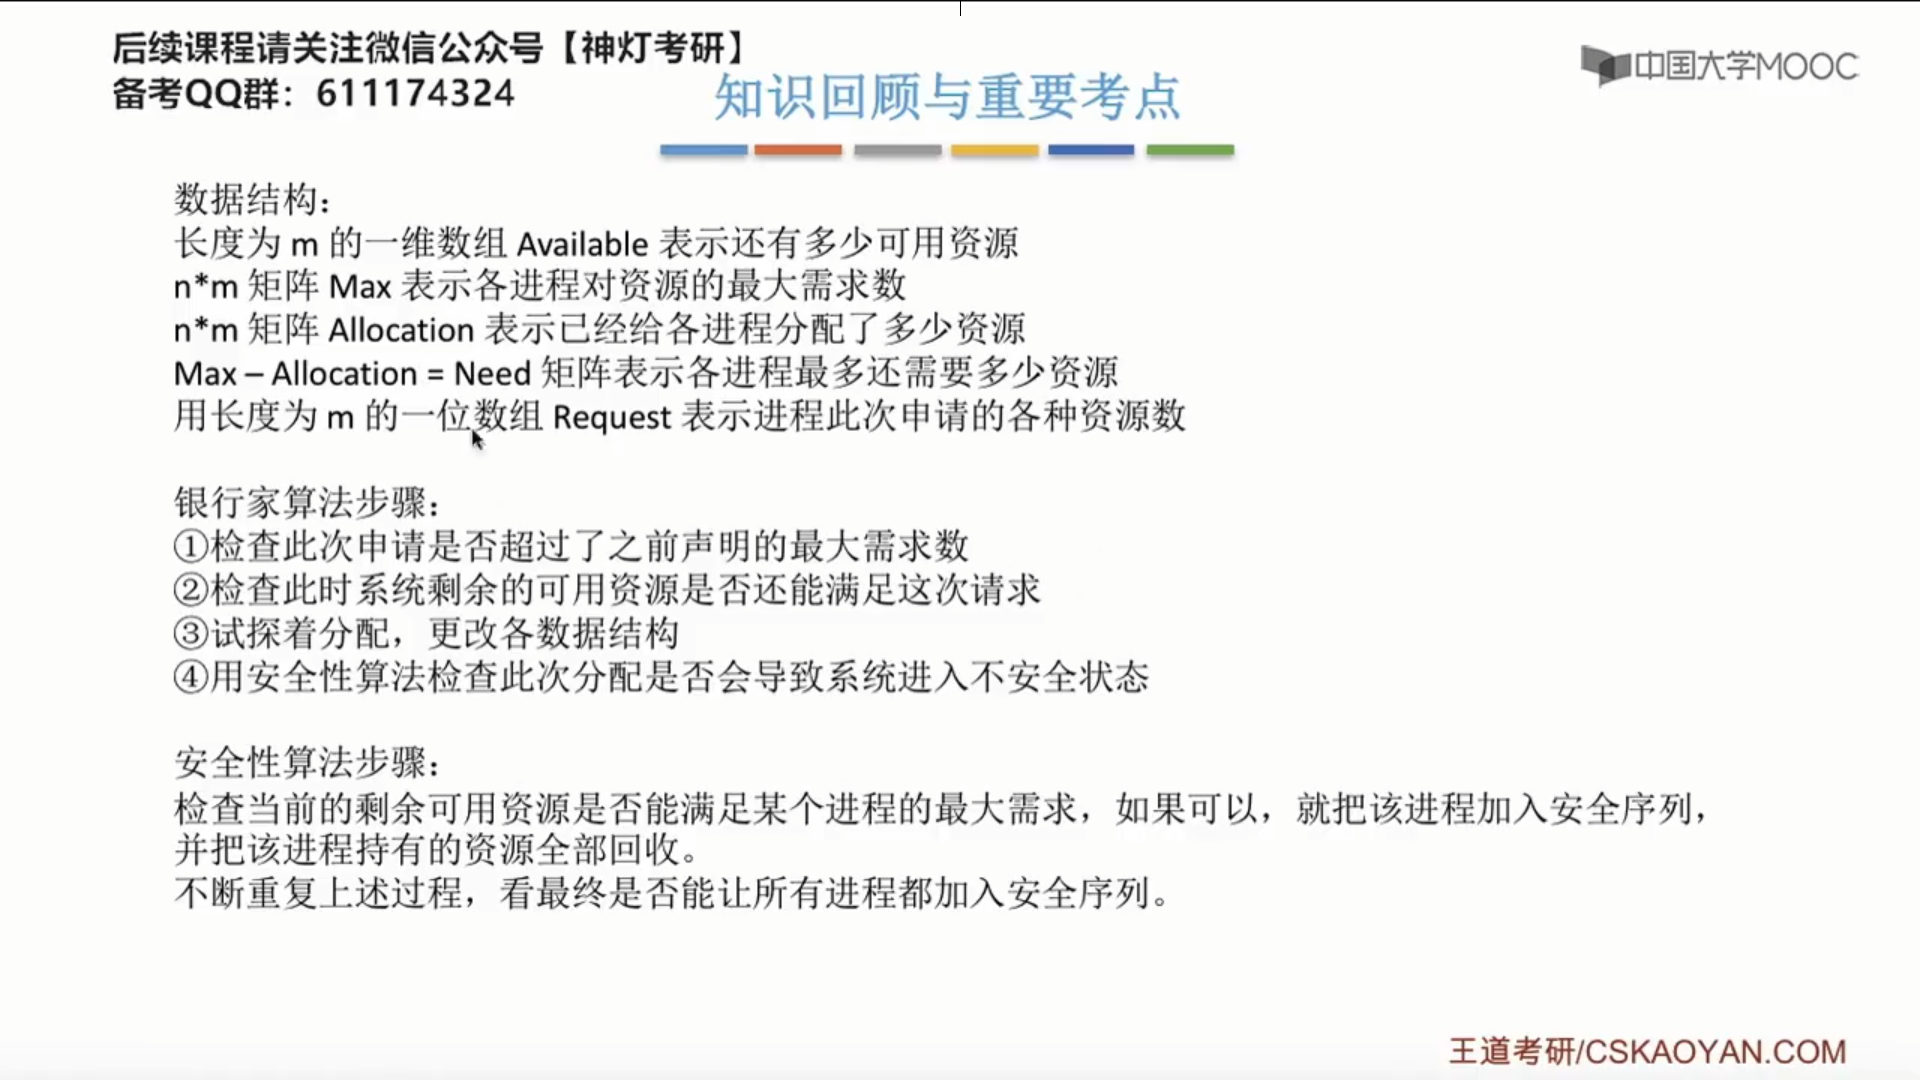 后续课程请关注微信公众号【神灯考研】
备考QQ群：611174324
中国大学MOOC
知识回顾与重要考点
数据结构：
长度为 m 的一维数组 Available 表示还有多少可用资源
n*m 矩阵 Max 表示各进程对资源的最大需求数
n*m 矩阵 Allocation 表示已经给各进程分配了多少资源
Max – Allocation = Need 矩阵表示各进程最多还需要多少资源
用长度为 m 的一位数组 Request 表示进程此次申请的各种资源数
银行家算法步骤：
①检查此次申请是否超过了之前声明的最大需求数
②检查此时系统剩余的可用资源是否还能满足这次请求
③试探着分配，更改各数据结构
④用安全性算法检查此次分配是否会导致系统进入不安全状态
安全性算法步骤：
检查当前的剩余可用资源是否能满足某个进程的最大需求，如果可以，就把该进程加入安全序列，
并把该进程持有的资源全部回收。
不断重复上述过程，看最终是否能让所有进程都加入安全序列。
王道考研/CSKAOYAN.COM